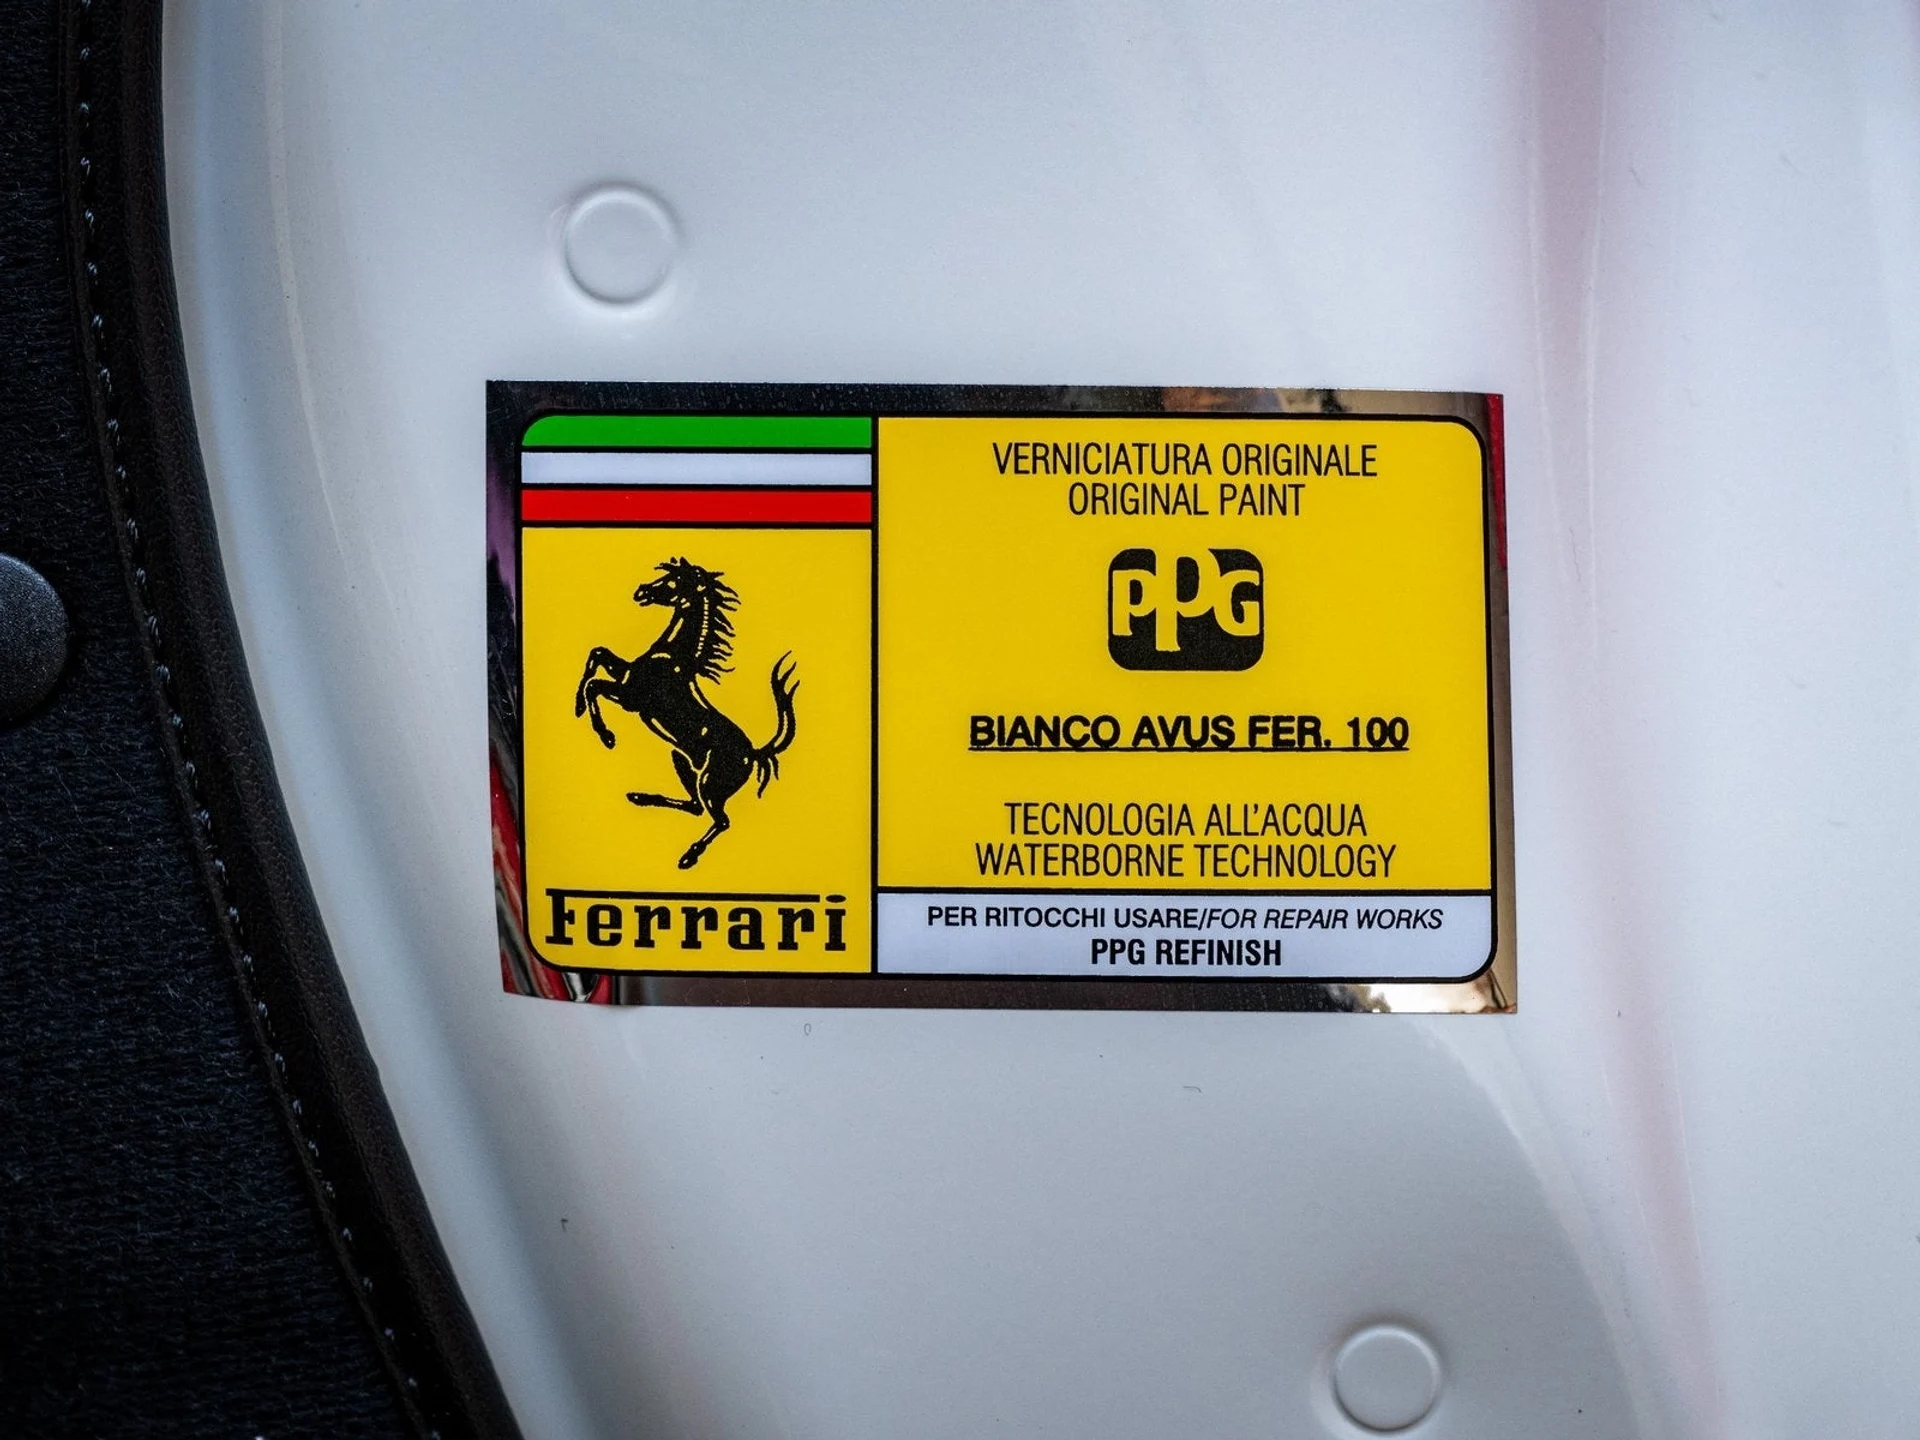 Ferrari
VERNICIATURA ORIGINALE
ORIGINAL PAINT
PPG
BIANCO AVUS FER. 100
TECNOLOGIA ALL'ACQUA
WATERBORNE TECHNOLOGY
PER RITOCCHI USARE/FOR REPAIR WORKS
PPG REFINISH